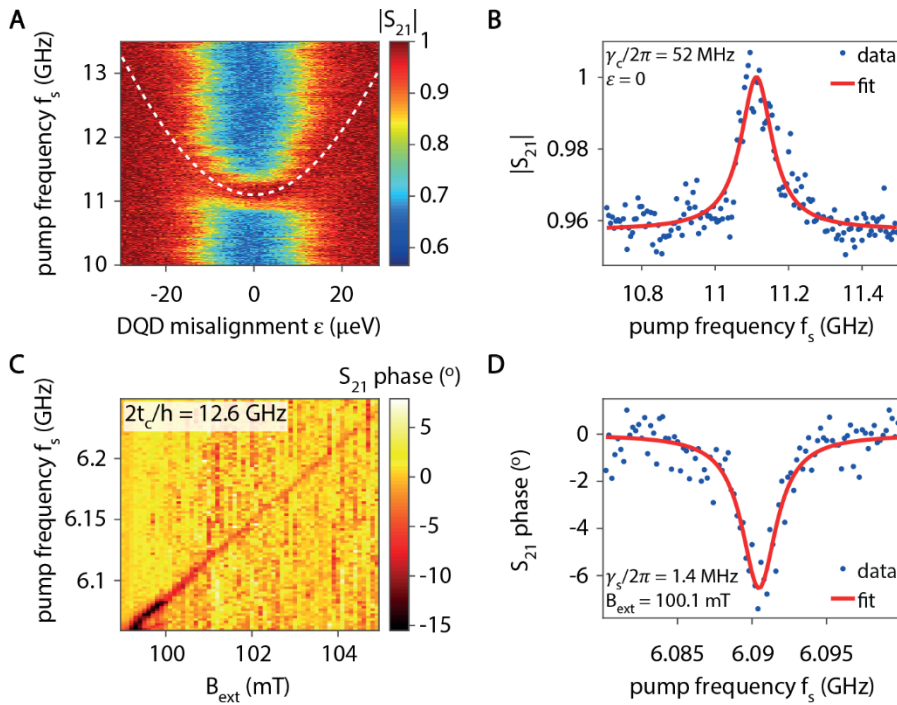 A
|S₂₁|
pump frequency fₛ (GHz)
13
12
11
10
-20
0
20
DQD misalignment ε (µeV)
1
0.9
0.8
0.7
0.6
B
γ_c/2π = 52 MHz
ε = 0
data
fit
|S₂₁|
1
0.98
0.96
10.8
11
11.2
11.4
pump frequency fₛ (GHz)
C
S₂₁ phase (º)
2t_c/h = 12.6 GHz
pump frequency fₛ (GHz)
6.2
6.15
6.1
100
102
104
B_ext (mT)
5
0
-5
-10
-15
D
S₂₁ phase (º)
0
-2
-4
-6
γₛ/2π = 1.4 MHz
B_ext = 100.1 mT
data
fit
6.085
6.09
6.095
pump frequency fₛ (GHz)